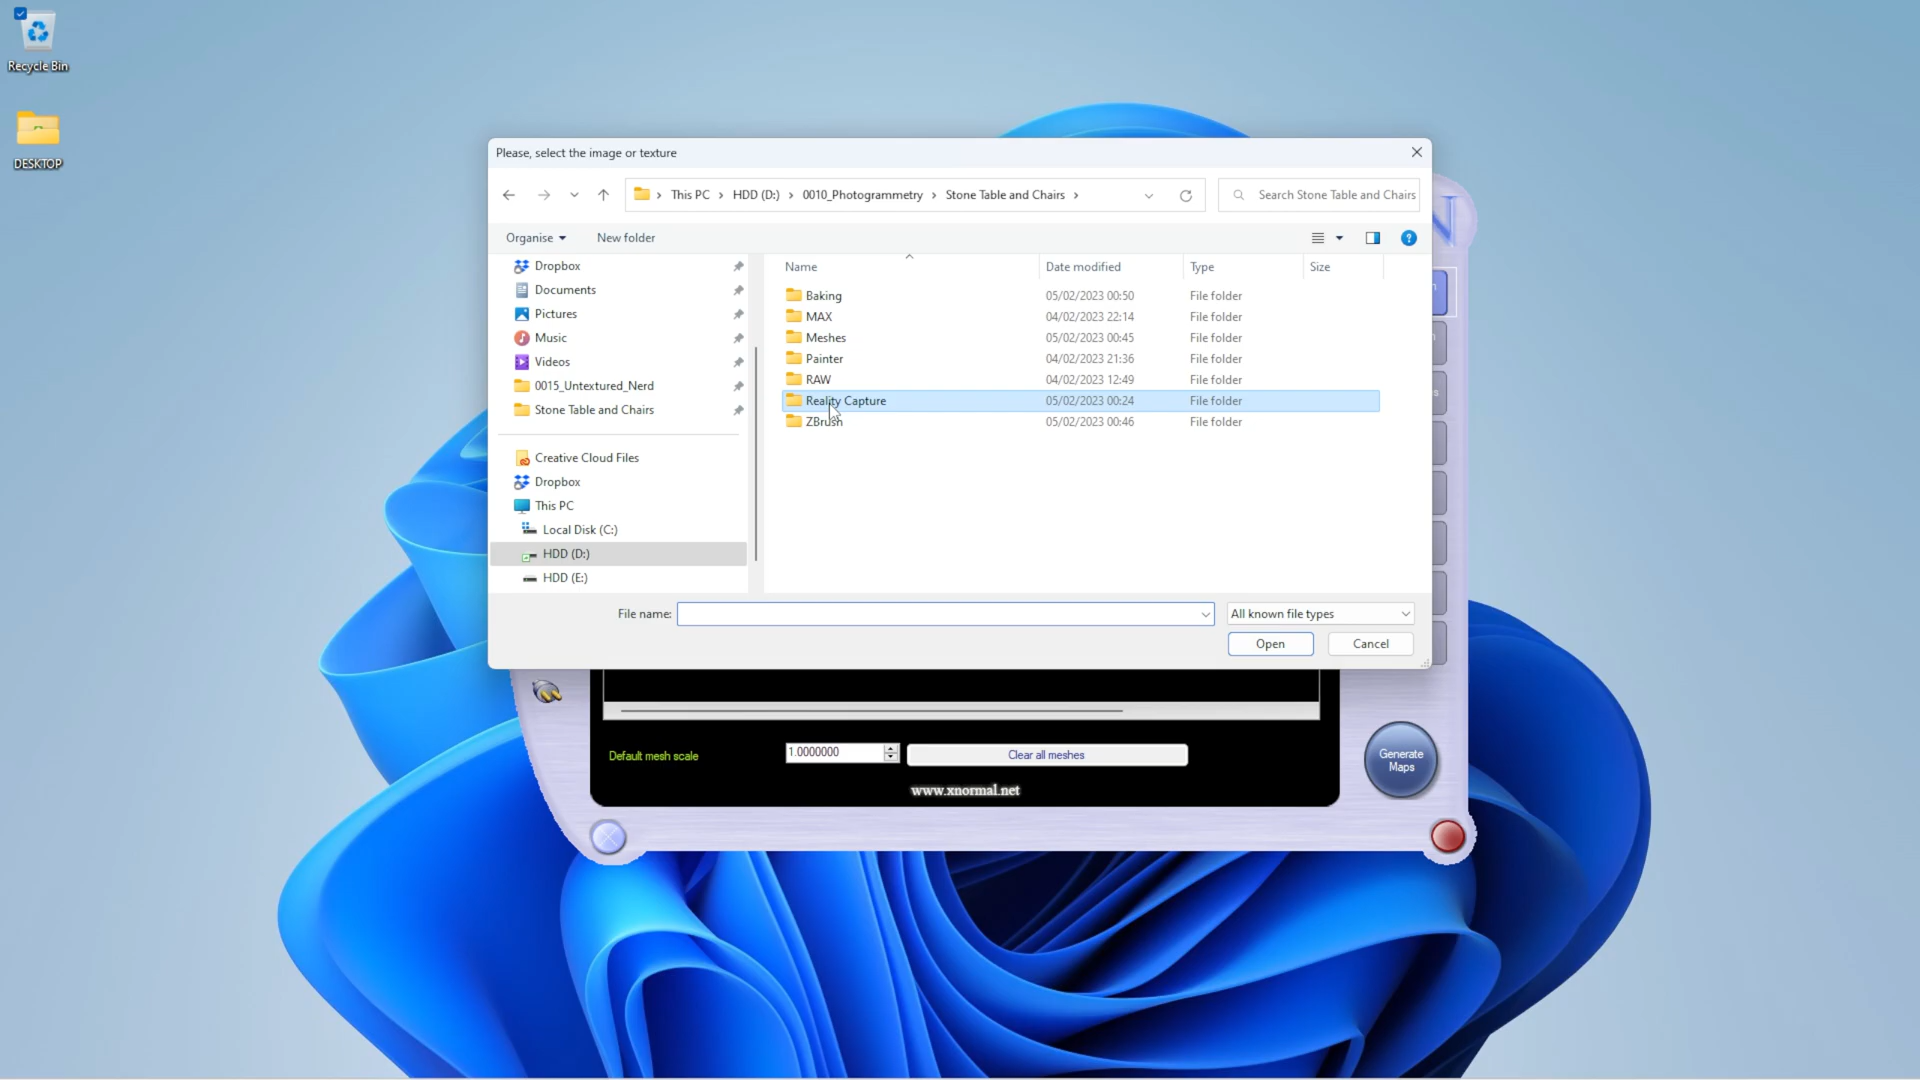 Recycle Bin
DESKTOP
Please, select the image or texture
This PC > HDD (D:) > 0010_Photogrammetry > Stone Table and Chairs >
Search Stone Table and Chairs
Organise
New folder
Name Date modified Type Size
Dropbox
Documents
Pictures
Music
Videos
0015_Untextured_Nerd
Stone Table and Chairs
Creative Cloud Files
Dropbox
This PC
Local Disk (C:)
HDD (D:)
HDD (E:)
Baking 05/02/2023 00:50 File folder
MAX 04/02/2023 22:14 File folder
Meshes 05/02/2023 00:45 File folder
Painter 04/02/2023 21:36 File folder
RAW 04/02/2023 12:49 File folder
Reality Capture 05/02/2023 00:24 File folder
ZBrush 05/02/2023 00:46 File folder
File name:
All known file types
Open
Cancel
Default mesh scale
1.0000000
Clear all meshes
www.xnormal.net
Generate
Maps
N